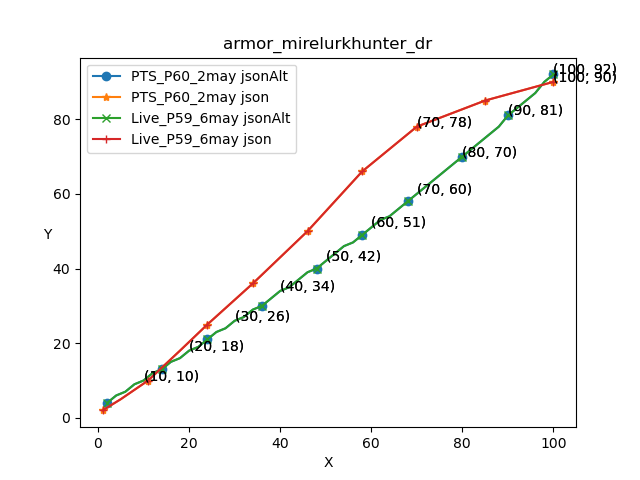 armor_mirelurkhunter_dr
PTS_P60_2may jsonAlt
PTS_P60_2may json
Live_P59_6may jsonAlt
Live_P59_6may json
(100, 92)
(100, 90)
(90, 81)
(70, 78)
(80, 70)
(70, 60)
(60, 51)
(50, 42)
(40, 34)
(30, 26)
(20, 18)
(10, 10)
80
60
40
20
0
Y
0 20 40 60 80 100
X